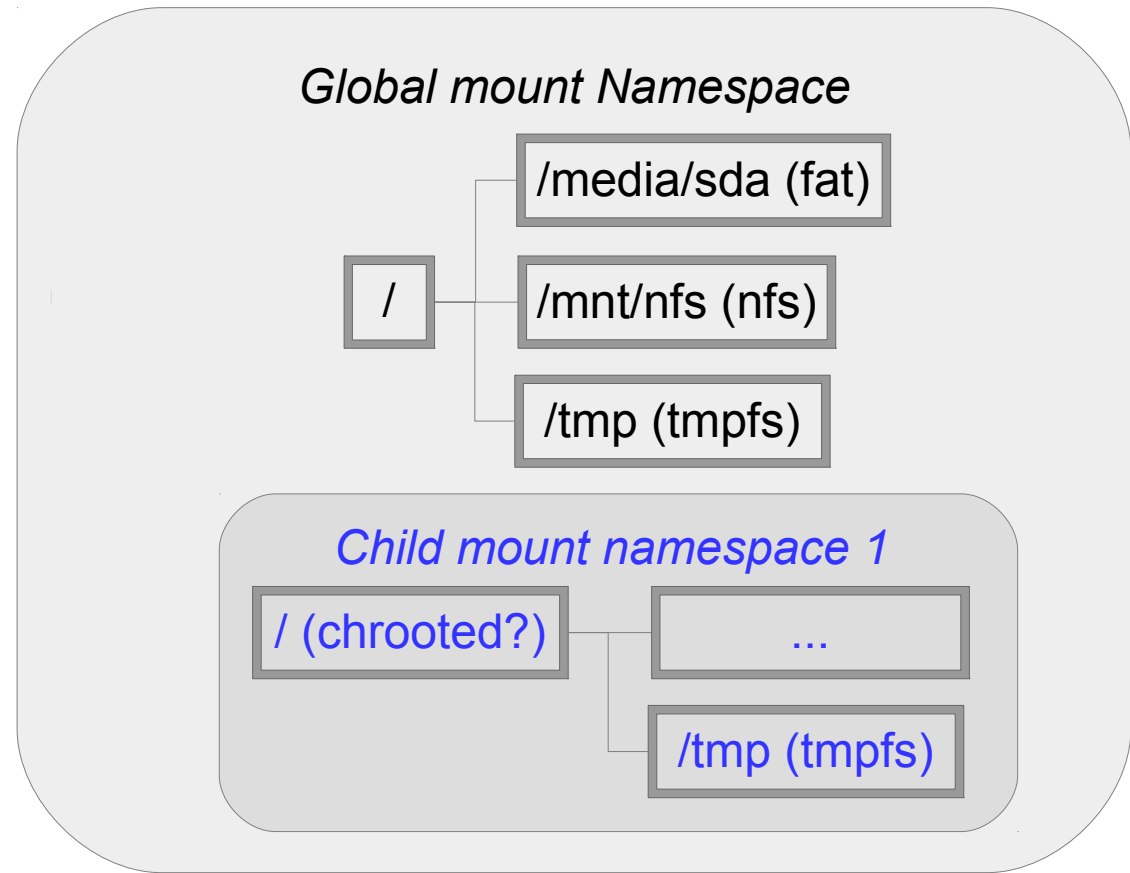 Global mount Namespace
/media/sda (fat)
/
/mnt/nfs (nfs)
/tmp (tmpfs)
Child mount namespace 1
/ (chrooted?)
...
/tmp (tmpfs)